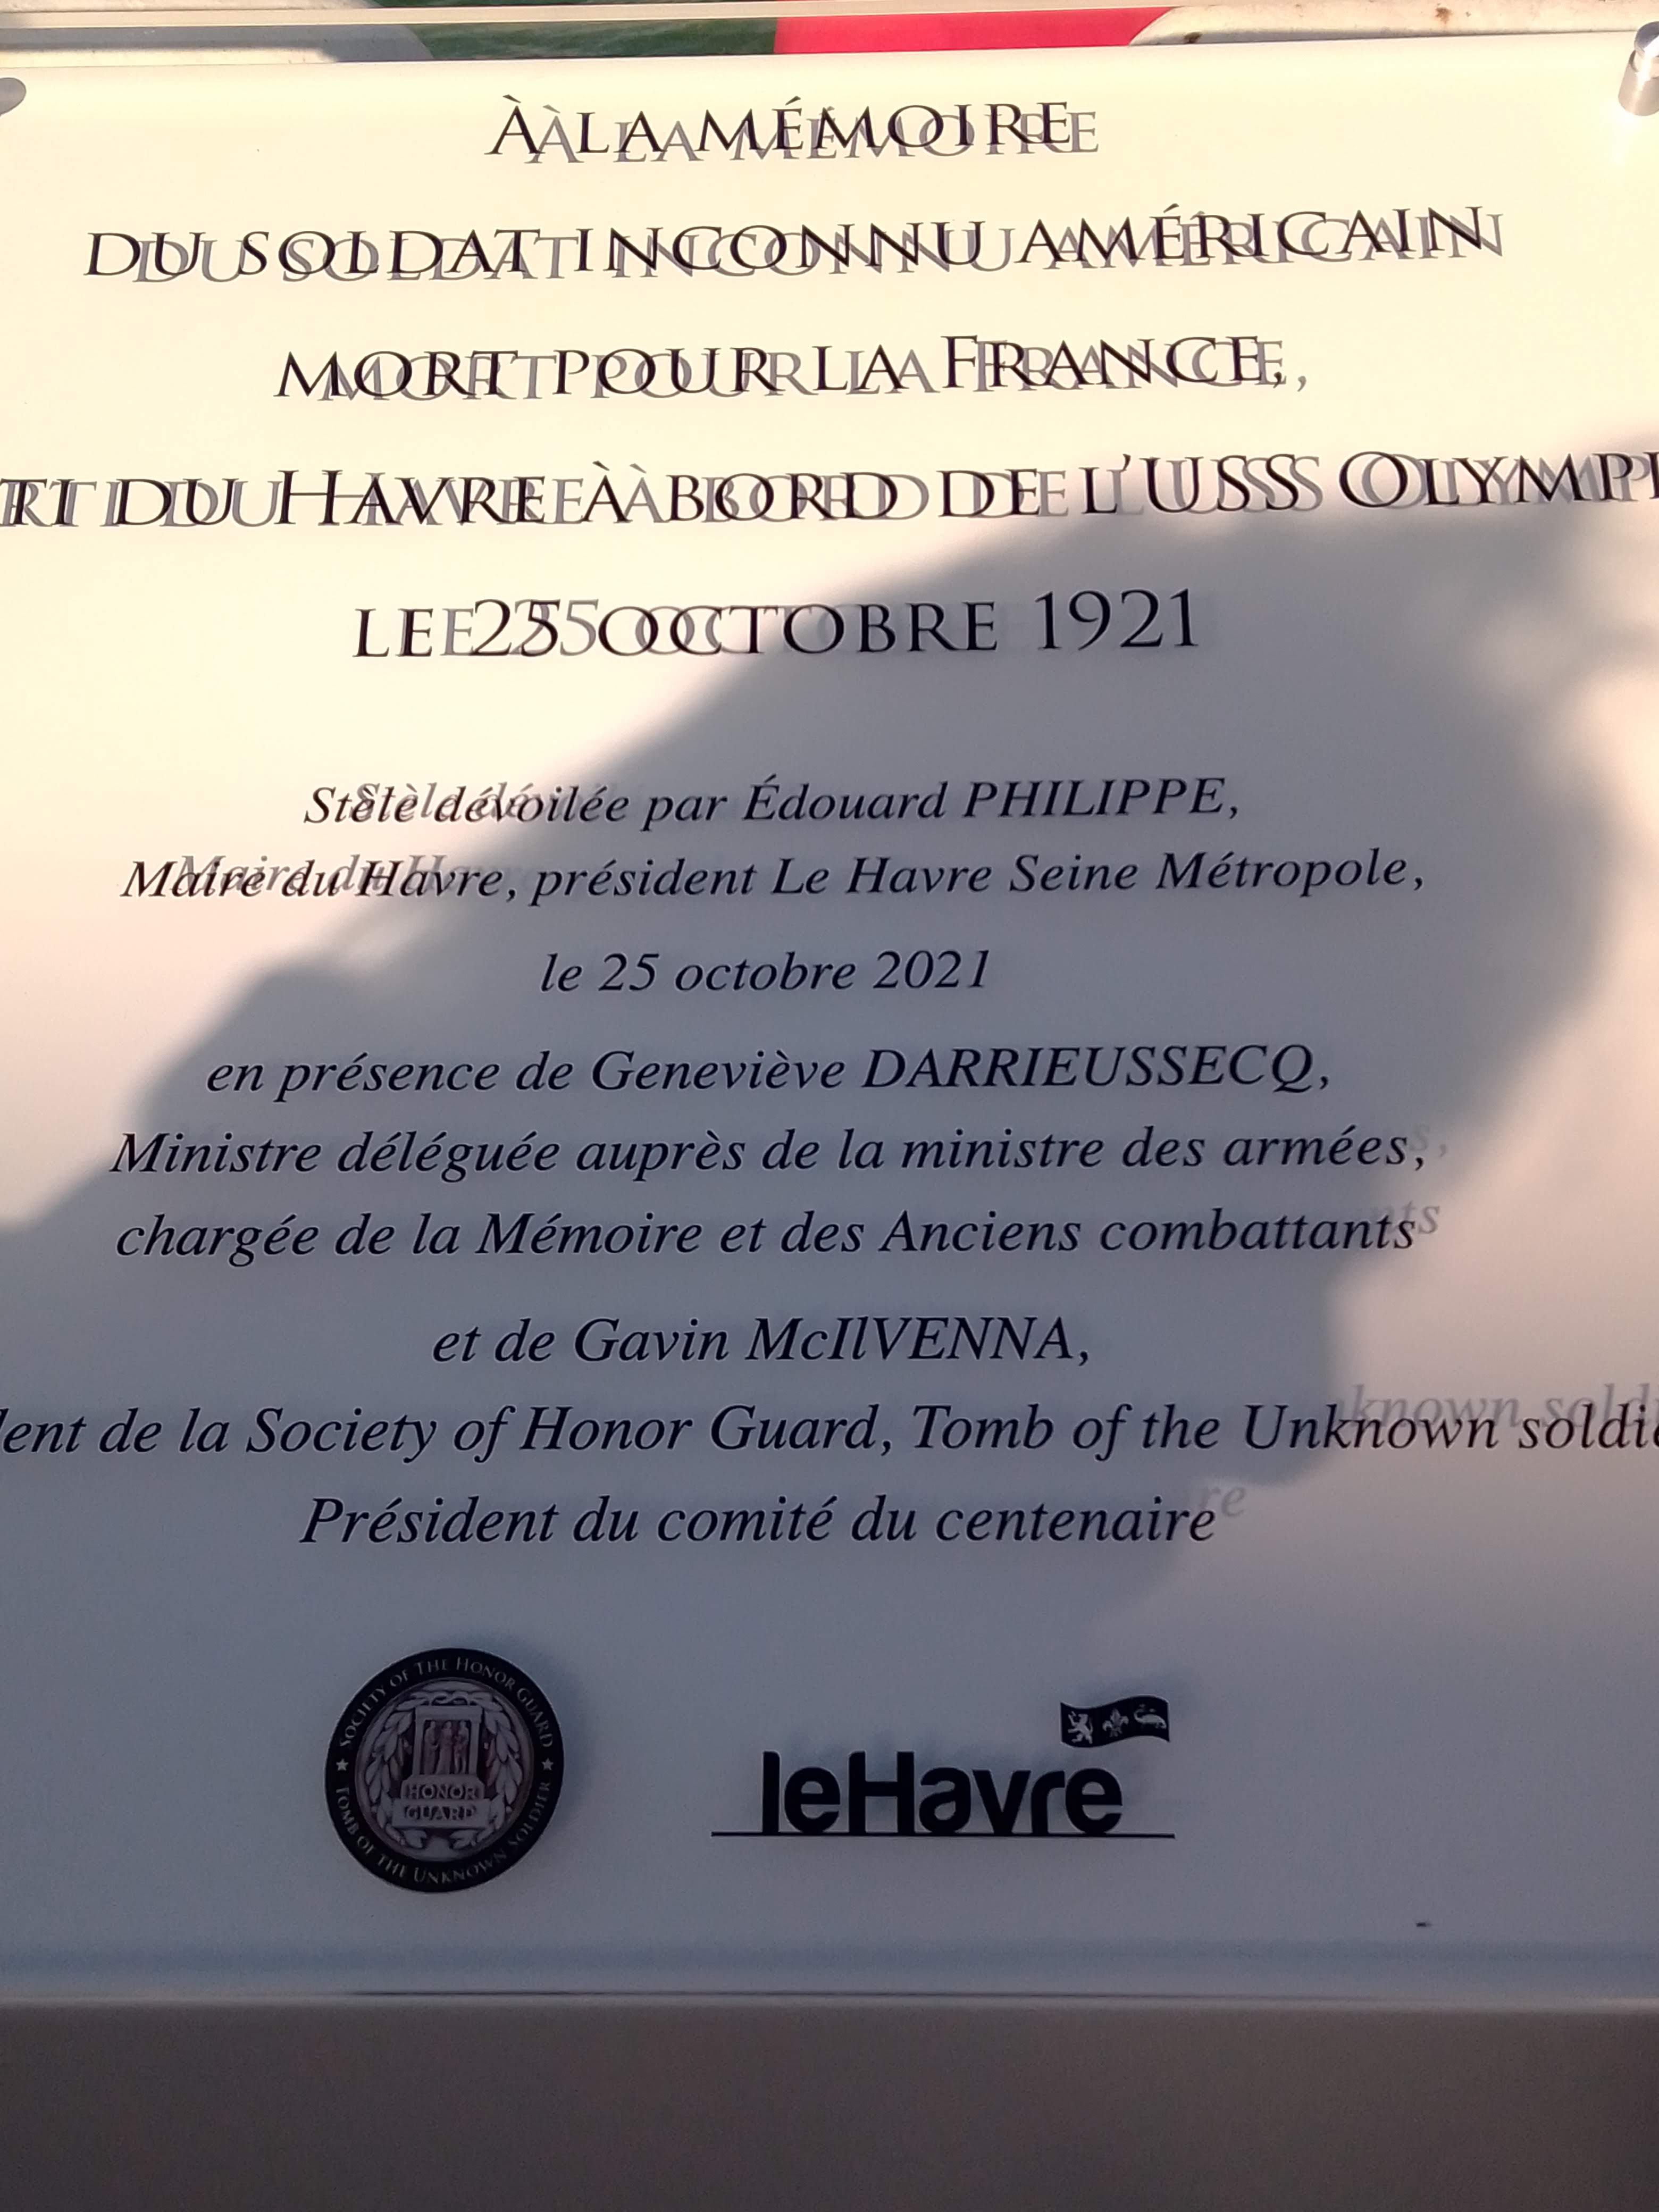 À LA MÉMOIRE
DU SOLDAT INCONNU AMÉRICAIN
MORT POUR LA FRANCE,
RTI DU HAVRE À BORD DE L'USS OLYMPI
LE 25 OCTOBRE 1921
Stèle dévoilée par Édouard PHILIPPE,
Maire du Havre, président Le Havre Seine Métropole,
le 25 octobre 2021
en présence de Geneviève DARRIEUSSECQ,
Ministre déléguée auprès de la ministre des armées,
chargée de la Mémoire et des Anciens combattants
et de Gavin McIlVENNA,
dent de la Society of Honor Guard, Tomb of the Unknown soldie
Président du comité du centenaire
SOCIETY OF THE HONOR GUARD
HONOR
GUARD
★ TOMB OF THE UNKNOWN SOLDIER ★
leHavre